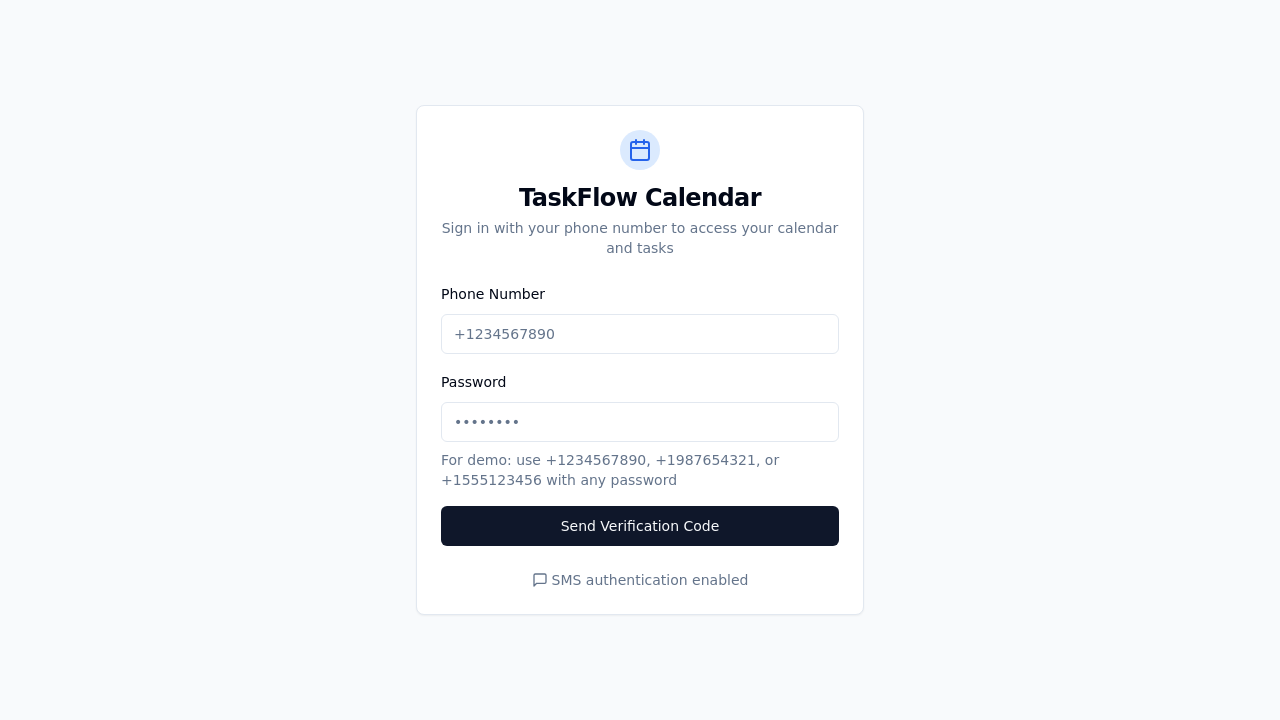 TaskFlow Calendar
Sign in with your phone number to access your calendar
and tasks
Phone Number
+1234567890
Password
••••••••
For demo: use +1234567890, +1987654321, or
+1555123456 with any password
Send Verification Code
SMS authentication enabled